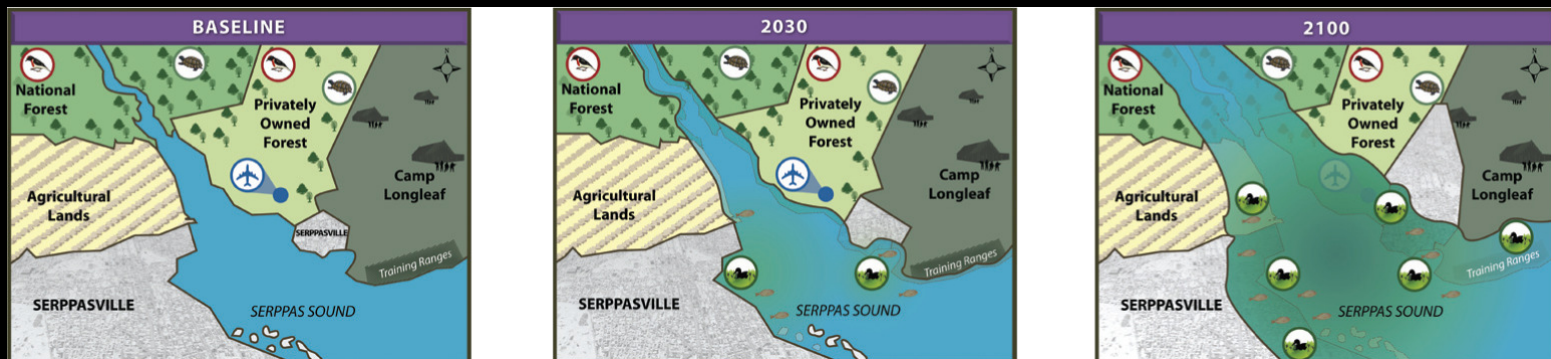 BASELINE
N
National
Forest
Privately
Owned
Forest
Agricultural
Lands
Camp
Longleaf
SERPPASVILLE
Training Ranges
SERPPASVILLE
SERPPAS SOUND
2030
N
National
Forest
Privately
Owned
Forest
Agricultural
Lands
Camp
Longleaf
Training Ranges
SERPPASVILLE
SERPPAS SOUND
2100
N
National
Forest
Privately
Owned
Forest
Agricultural
Lands
Camp
Longleaf
Training Ranges
SERPPASVILLE
SERPPAS SOUND